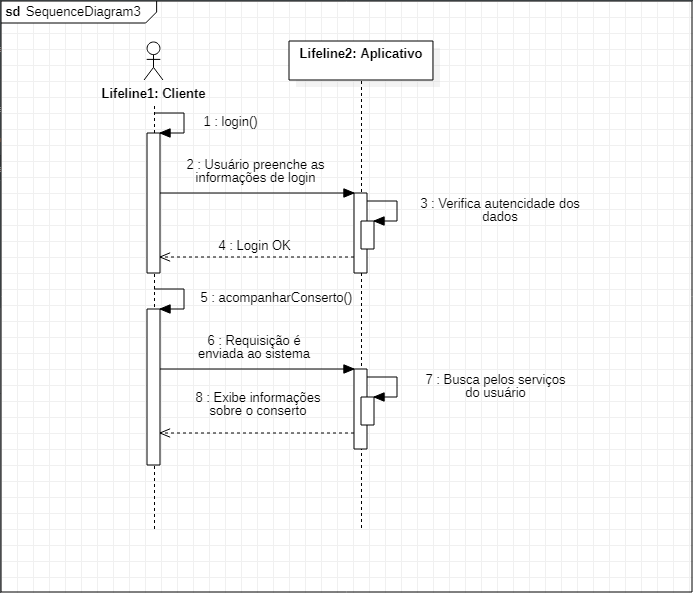 sd SequenceDiagram3
Lifeline2: Aplicativo
Lifeline1: Cliente
1 : login()
2 : Usuário preenche as
informações de login
3 : Verifica autencidade dos
dados
4 : Login OK
5 : acompanharConserto()
6 : Requisição é
enviada ao sistema
7 : Busca pelos serviços
do usuário
8 : Exibe informações
sobre o conserto